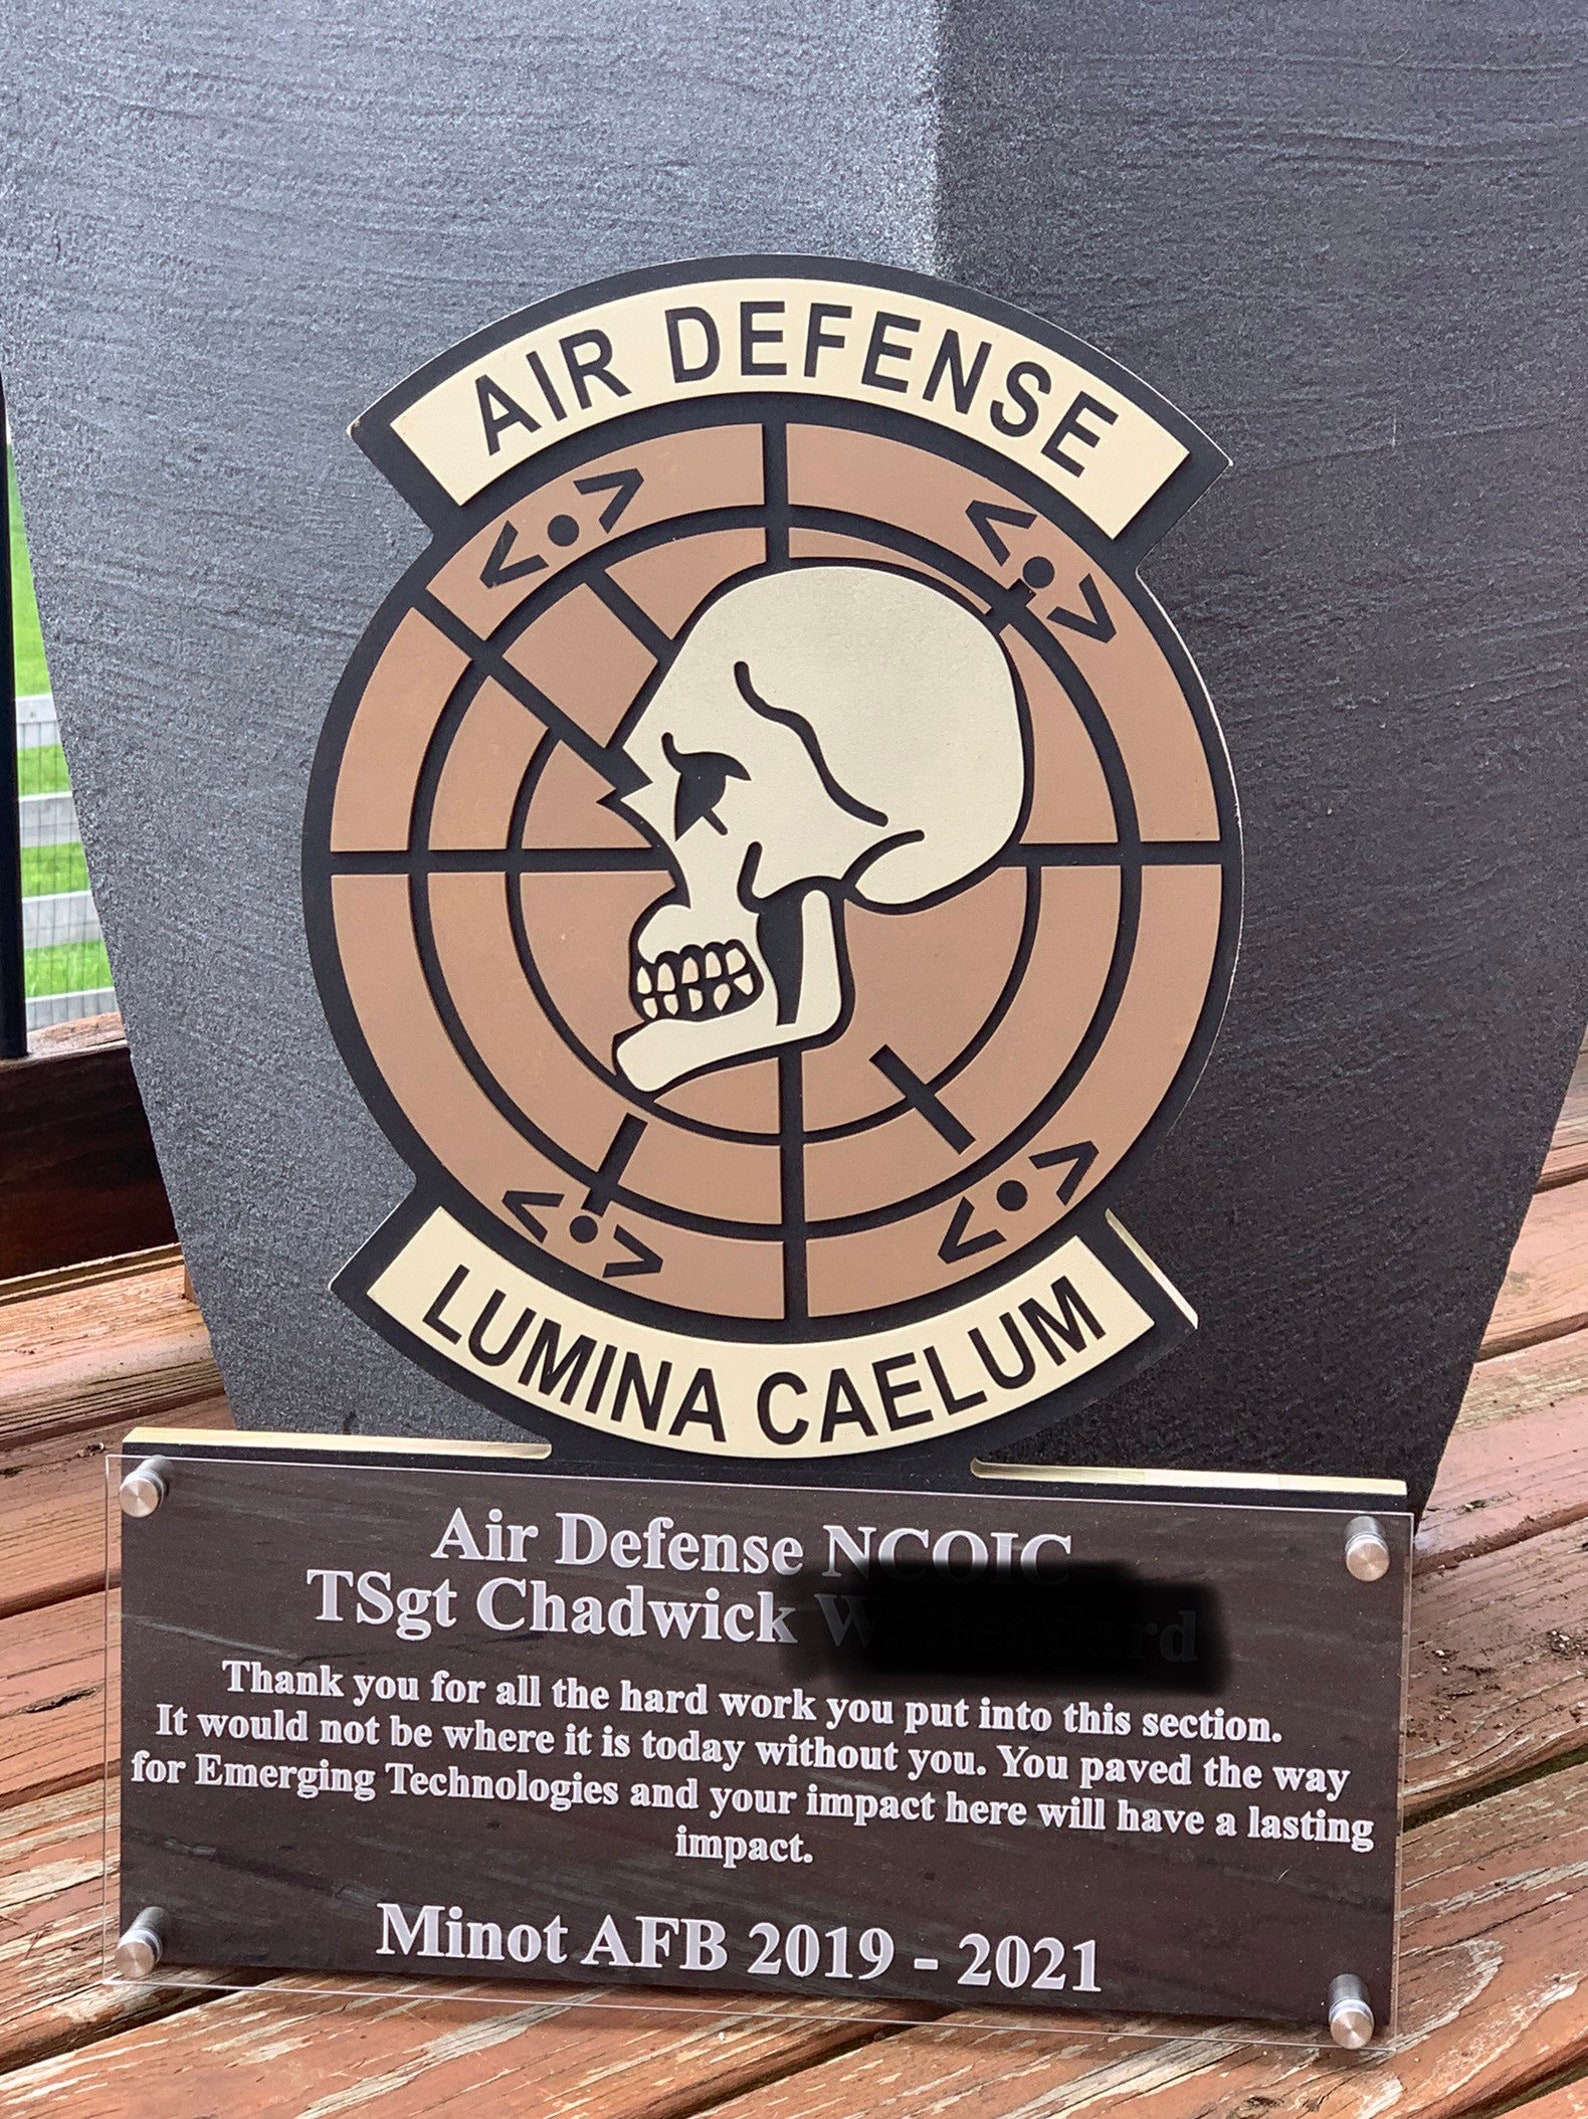 AIR DEFENSE
<•>
<•>
<•>
<•>
LUMINA CAELUM
Air Defense NCOIC
TSgt Chadwick
Thank you for all the hard work you put into this section.
It would not be where it is today without you. You paved the way
for Emerging Technologies and your impact here will have a lasting
impact.
Minot AFB 2019 - 2021